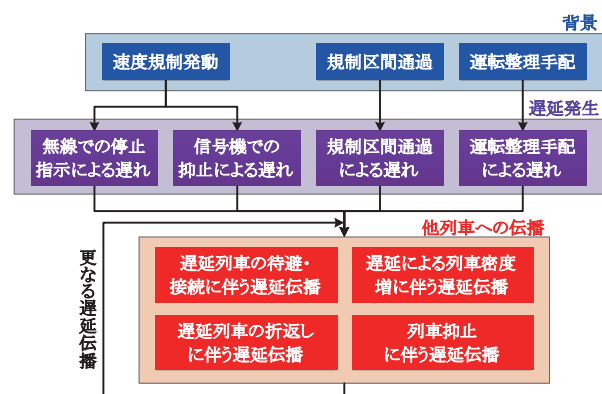 背景
速度規制発動
規制区間通過
運転整理手配
遅延発生
無線での停止
指示による遅れ
信号機での
抑止による遅れ
規制区間通過
による遅れ
運転整理手配
による遅れ
他列車への伝播
遅延列車の待避・
接続に伴う遅延伝播
遅延による列車密度
増に伴う遅延伝播
遅延列車の折返し
に伴う遅延伝播
列車抑止
に伴う遅延伝播
更なる遅延伝播